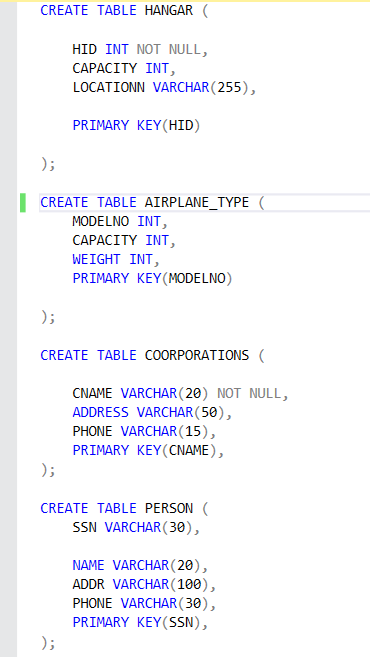 CREATE TABLE HANGAR (
HID INT NOT NULL,
CAPACITY INT,
LOCATIONN VARCHAR(255),
PRIMARY KEY(HID)
);
CREATE TABLE AIRPLANE_TYPE (
MODELNO INT,
CAPACITY INT,
WEIGHT INT,
PRIMARY KEY(MODELNO)
);
CREATE TABLE COORPORATIONS (
CNAME VARCHAR(20) NOT NULL,
ADDRESS VARCHAR(50),
PHONE VARCHAR(15),
PRIMARY KEY(CNAME),
);
CREATE TABLE PERSON (
SSN VARCHAR(30),
NAME VARCHAR(20),
ADDR VARCHAR(100),
PHONE VARCHAR(30),
PRIMARY KEY(SSN),
);